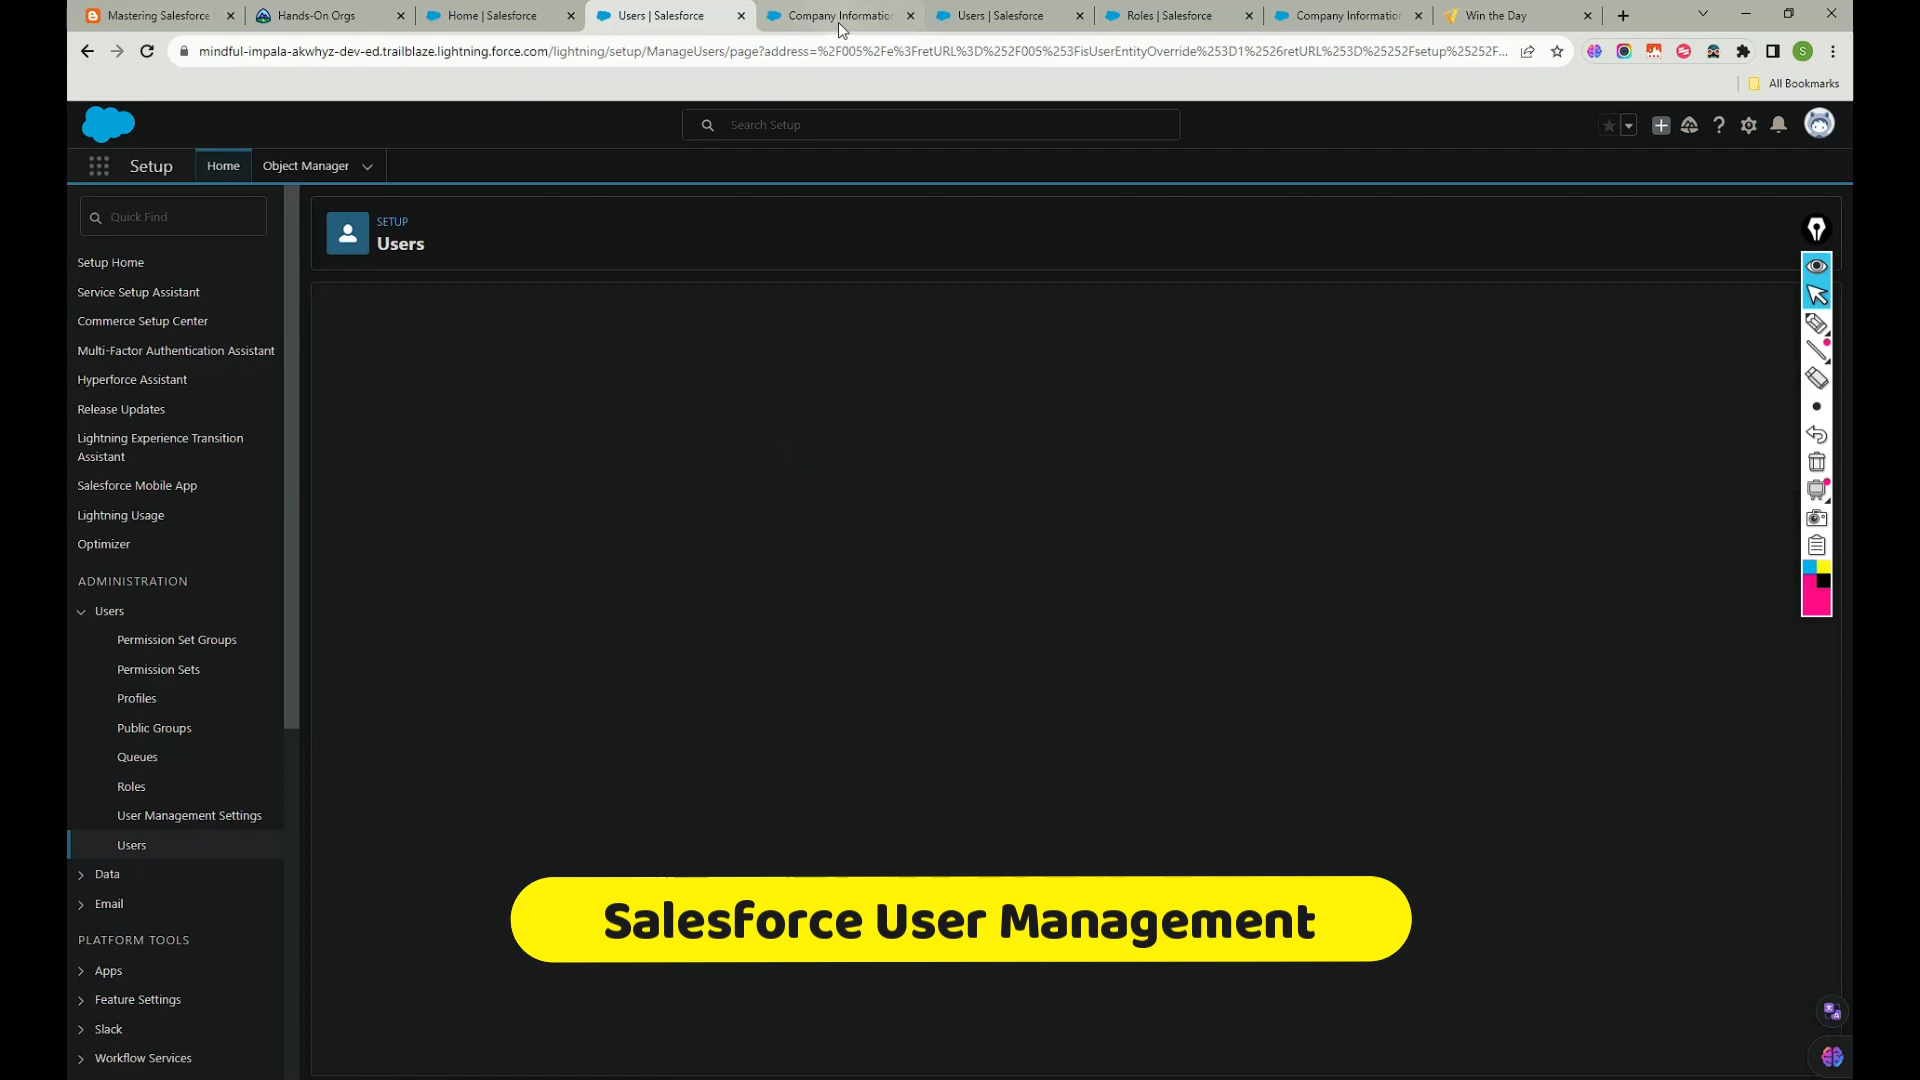 Mastering Salesforce
Hands-On Orgs
Home | Salesforce
Users | Salesforce
Company Information
Users | Salesforce
Roles | Salesforce
Company Information
Win the Day
mindful-impala-akwhyz-dev-ed.trailblaze.lightning.force.com/lightning/setup/ManageUsers/page?address=%2F005%2Fe%3FretURL%3D%252F005%253FisUserEntityOverride%253D1%2526retURL%253D%25252Fsetup%25252F...
S
All Bookmarks
Search Setup
Setup
Home
Object Manager
Quick Find
SETUP
Users
Setup Home
Service Setup Assistant
Commerce Setup Center
Multi-Factor Authentication Assistant
Hyperforce Assistant
Release Updates
Lightning Experience Transition
Assistant
Salesforce Mobile App
Lightning Usage
Optimizer
ADMINISTRATION
Users
Permission Set Groups
Permission Sets
Profiles
Public Groups
Queues
Roles
User Management Settings
Users
Data
Email
PLATFORM TOOLS
Apps
Feature Settings
Slack
Workflow Services
Salesforce User Management